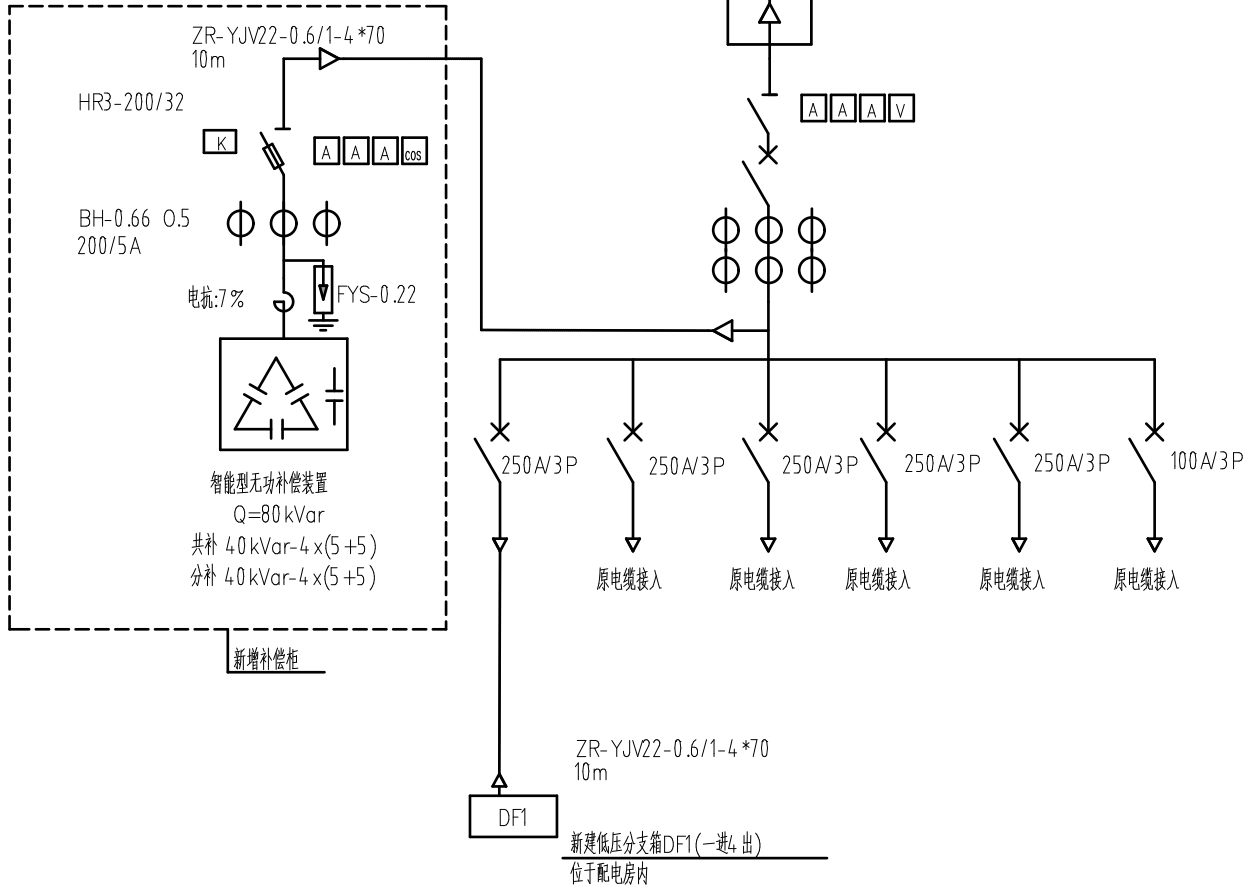 ZR-YJV22-0.6/1-4*70
10m
HR3-200/32
K
A A A cos
A A A V
BH-0.66 0.5
200/5A
电抗:7%
FYS-0.22
250A/3P 250A/3P 250A/3P 250A/3P 250A/3P 100A/3P
智能型无功补偿装置
Q=80kVar
共补 40kVar-4x(5+5)
分补 40kVar-4x(5+5)
原电缆接入 原电缆接入 原电缆接入 原电缆接入 原电缆接入
新增补偿柜
ZR-YJV22-0.6/1-4*70
10m
DF1
新建低压分支箱DF1(一进4出)
位于配电房内